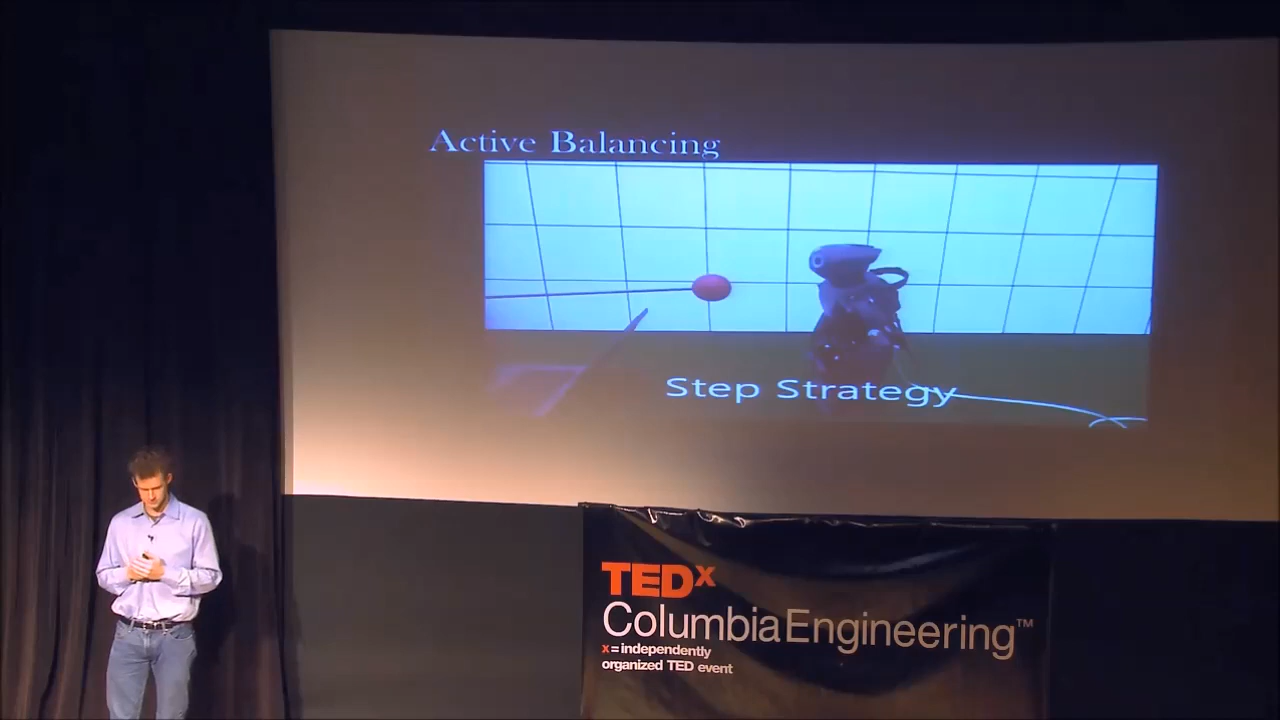 Active Balancing
Step Strategy
TEDx
ColumbiaEngineering™
x=independently
organized TED event